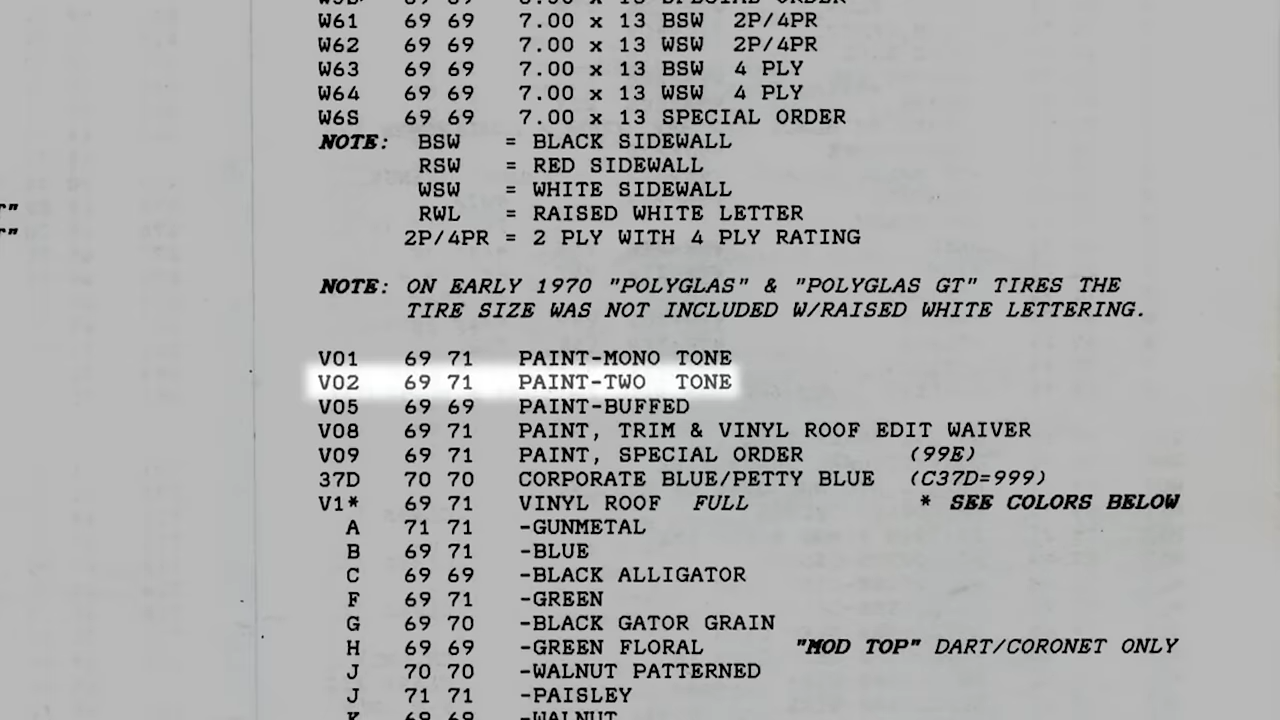 69 69 SPECIAL ORDER
W61 69 69 7.00 x 13 BSW 2P/4PR
W62 69 69 7.00 x 13 WSW 2P/4PR
W63 69 69 7.00 x 13 BSW 4 PLY
W64 69 69 7.00 x 13 WSW 4 PLY
W6S 69 69 7.00 x 13 SPECIAL ORDER
NOTE: BSW = BLACK SIDEWALL
RSW = RED SIDEWALL
WSW = WHITE SIDEWALL
RWL = RAISED WHITE LETTER
2P/4PR = 2 PLY WITH 4 PLY RATING
NOTE: ON EARLY 1970 "POLYGLAS" & "POLYGLAS GT" TIRES THE
TIRE SIZE WAS NOT INCLUDED W/RAISED WHITE LETTERING.
V01 69 71 PAINT-MONO TONE
V02 69 71 PAINT-TWO TONE
V05 69 69 PAINT-BUFFED
V08 69 71 PAINT, TRIM & VINYL ROOF EDIT WAIVER
V09 69 71 PAINT, SPECIAL ORDER (99E)
37D 70 70 CORPORATE BLUE/PETTY BLUE (C37D=999)
V1* 69 71 VINYL ROOF FULL * SEE COLORS BELOW
A 71 71 -GUNMETAL
B 69 71 -BLUE
C 69 69 -BLACK ALLIGATOR
F 69 71 -GREEN
G 69 70 -BLACK GATOR GRAIN
H 69 69 -GREEN FLORAL "MOD TOP" DART/CORONET ONLY
J 70 70 -WALNUT PATTERNED
J 71 71 -PAISLEY
K 69 69 -WALNUT